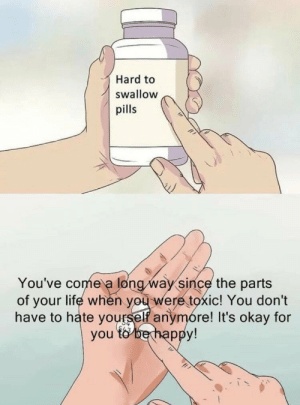 Hard to
swallow
pills
You've come a long way since the parts
of your life when you were toxic! You don't
have to hate yourself anymore! It's okay for
you to be happy!